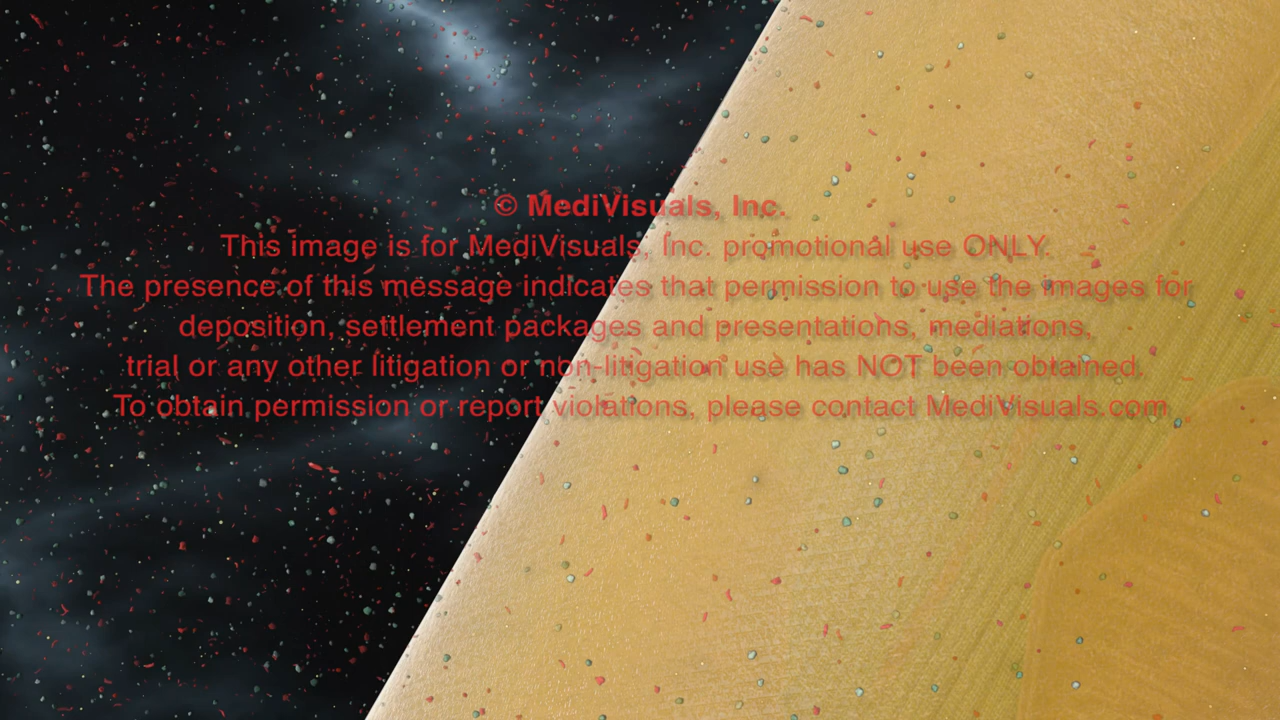 © MediVisuals, Inc.
This image is for MediVisuals, Inc. promotional use ONLY.
The presence of this message indicates that permission to use the images for
deposition, settlement packages and presentations, mediations,
trial or any other litigation or non-litigation use has NOT been obtained.
To obtain permission or report violations, please contact MediVisuals.com